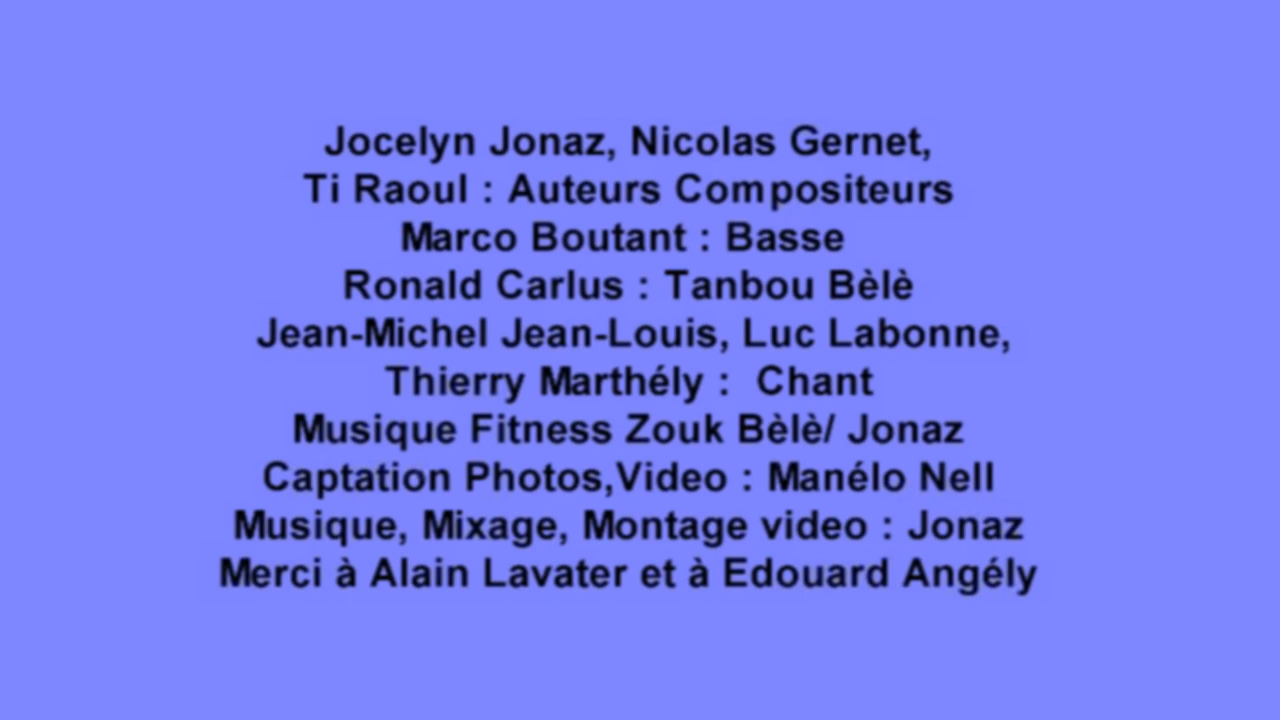 Jocelyn Jonaz, Nicolas Gernet,
Ti Raoul : Auteurs Compositeurs
Marco Boutant : Basse
Ronald Carlus : Tanbou Bèlè
Jean-Michel Jean-Louis, Luc Labonne,
Thierry Marthély :  Chant
Musique Fitness Zouk Bèlè/ Jonaz
Captation Photos,Video : Manélo Nell
Musique, Mixage, Montage video : Jonaz
Merci à Alain Lavater et à Edouard Angély